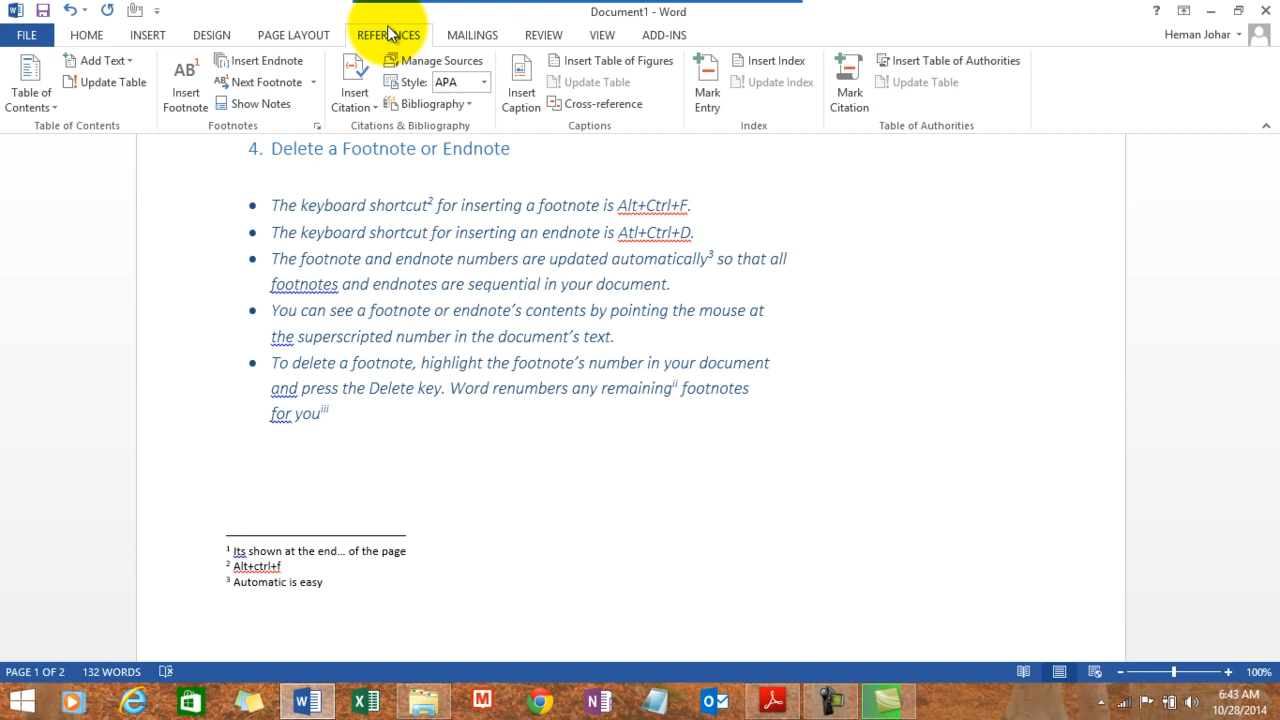 Document1 - Word
?
FILE HOME INSERT DESIGN PAGE LAYOUT REFERENCES MAILINGS REVIEW VIEW ADD-INS Heman Johar
Table of Contents
Add Text
Update Table
Table of Contents
AB1
Insert Footnote
Insert Endnote
AB1 Next Footnote
Show Notes
Footnotes
Insert Citation
Manage Sources
Style: APA
Bibliography
Citations & Bibliography
Insert Caption
Insert Table of Figures
Update Table
Cross-reference
Captions
Mark Entry
Insert Index
Update Index
Index
Mark Citation
Insert Table of Authorities
Update Table
Table of Authorities
4. Delete a Footnote or Endnote
• The keyboard shortcut2 for inserting a footnote is Alt+Ctrl+F.
• The keyboard shortcut for inserting an endnote is Atl+Ctrl+D.
• The footnote and endnote numbers are updated automatically3 so that all
footnotes and endnotes are sequential in your document.
• You can see a footnote or endnote’s contents by pointing the mouse at
the superscripted number in the document’s text.
• To delete a footnote, highlight the footnote’s number in your document
and press the Delete key. Word renumbers any remainingii footnotes
for youiii
1 Its shown at the end… of the page
2 Alt+ctrl+f
3 Automatic is easy
PAGE 1 OF 2 132 WORDS 100%
6:43 AM
10/28/2014